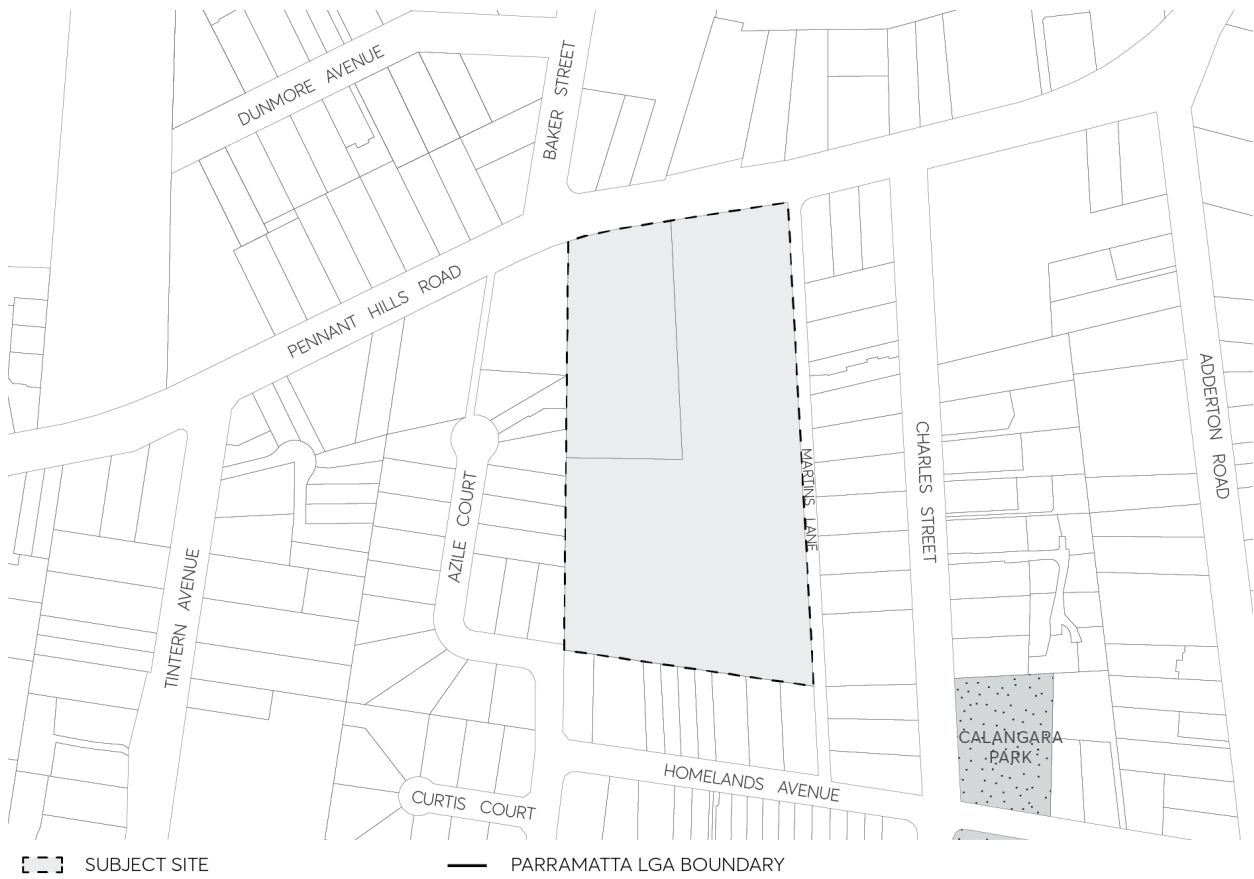 DUNMORE AVENUE
BAKER STREET
PENNANT HILLS ROAD
ADDERTON ROAD
CHARLES STREET
MARTINS LANE
AZILE COURT
TINTERN AVENUE
CALANGARA
PARK
HOMELANDS AVENUE
CURTIS COURT
SUBJECT SITE
PARRAMATTA LGA BOUNDARY